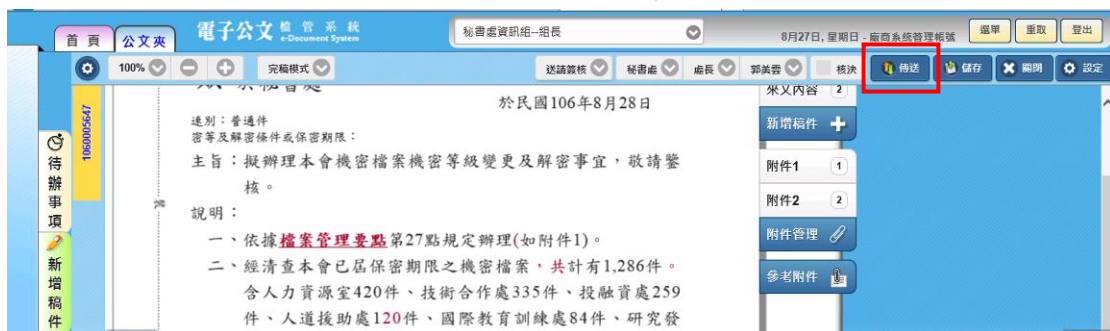 首 頁
公文夾
電子公文 檔管系統
e-Document System
秘書處資訊組--組長
8月27日, 星期日 - 廠商系統管理帳號
選單
重取
登出
100%
完稿模式
送請簽核
秘書處
處長
郭美雲
核決
傳送
儲存
關閉
設定
於民國106年8月28日
速別：普通件
密等及解密條件或保密期限：
主旨：擬辦理本會機密檔案機密等級變更及解密事宜，敬請鑒
核。
說明：
一、依據檔案管理要點第27點規定辦理(如附件1)。
二、經清查本會已屆保密期限之機密檔案，共計有1,286件。
含人力資源室420件、技術合作處335件、投融資處259
件、人道援助處120件、國際教育訓練處84件、研究發
1060005647
待辦事項
新增稿件
來文內容 2
新增稿件
附件1 1
附件2 2
附件管理
參考附件